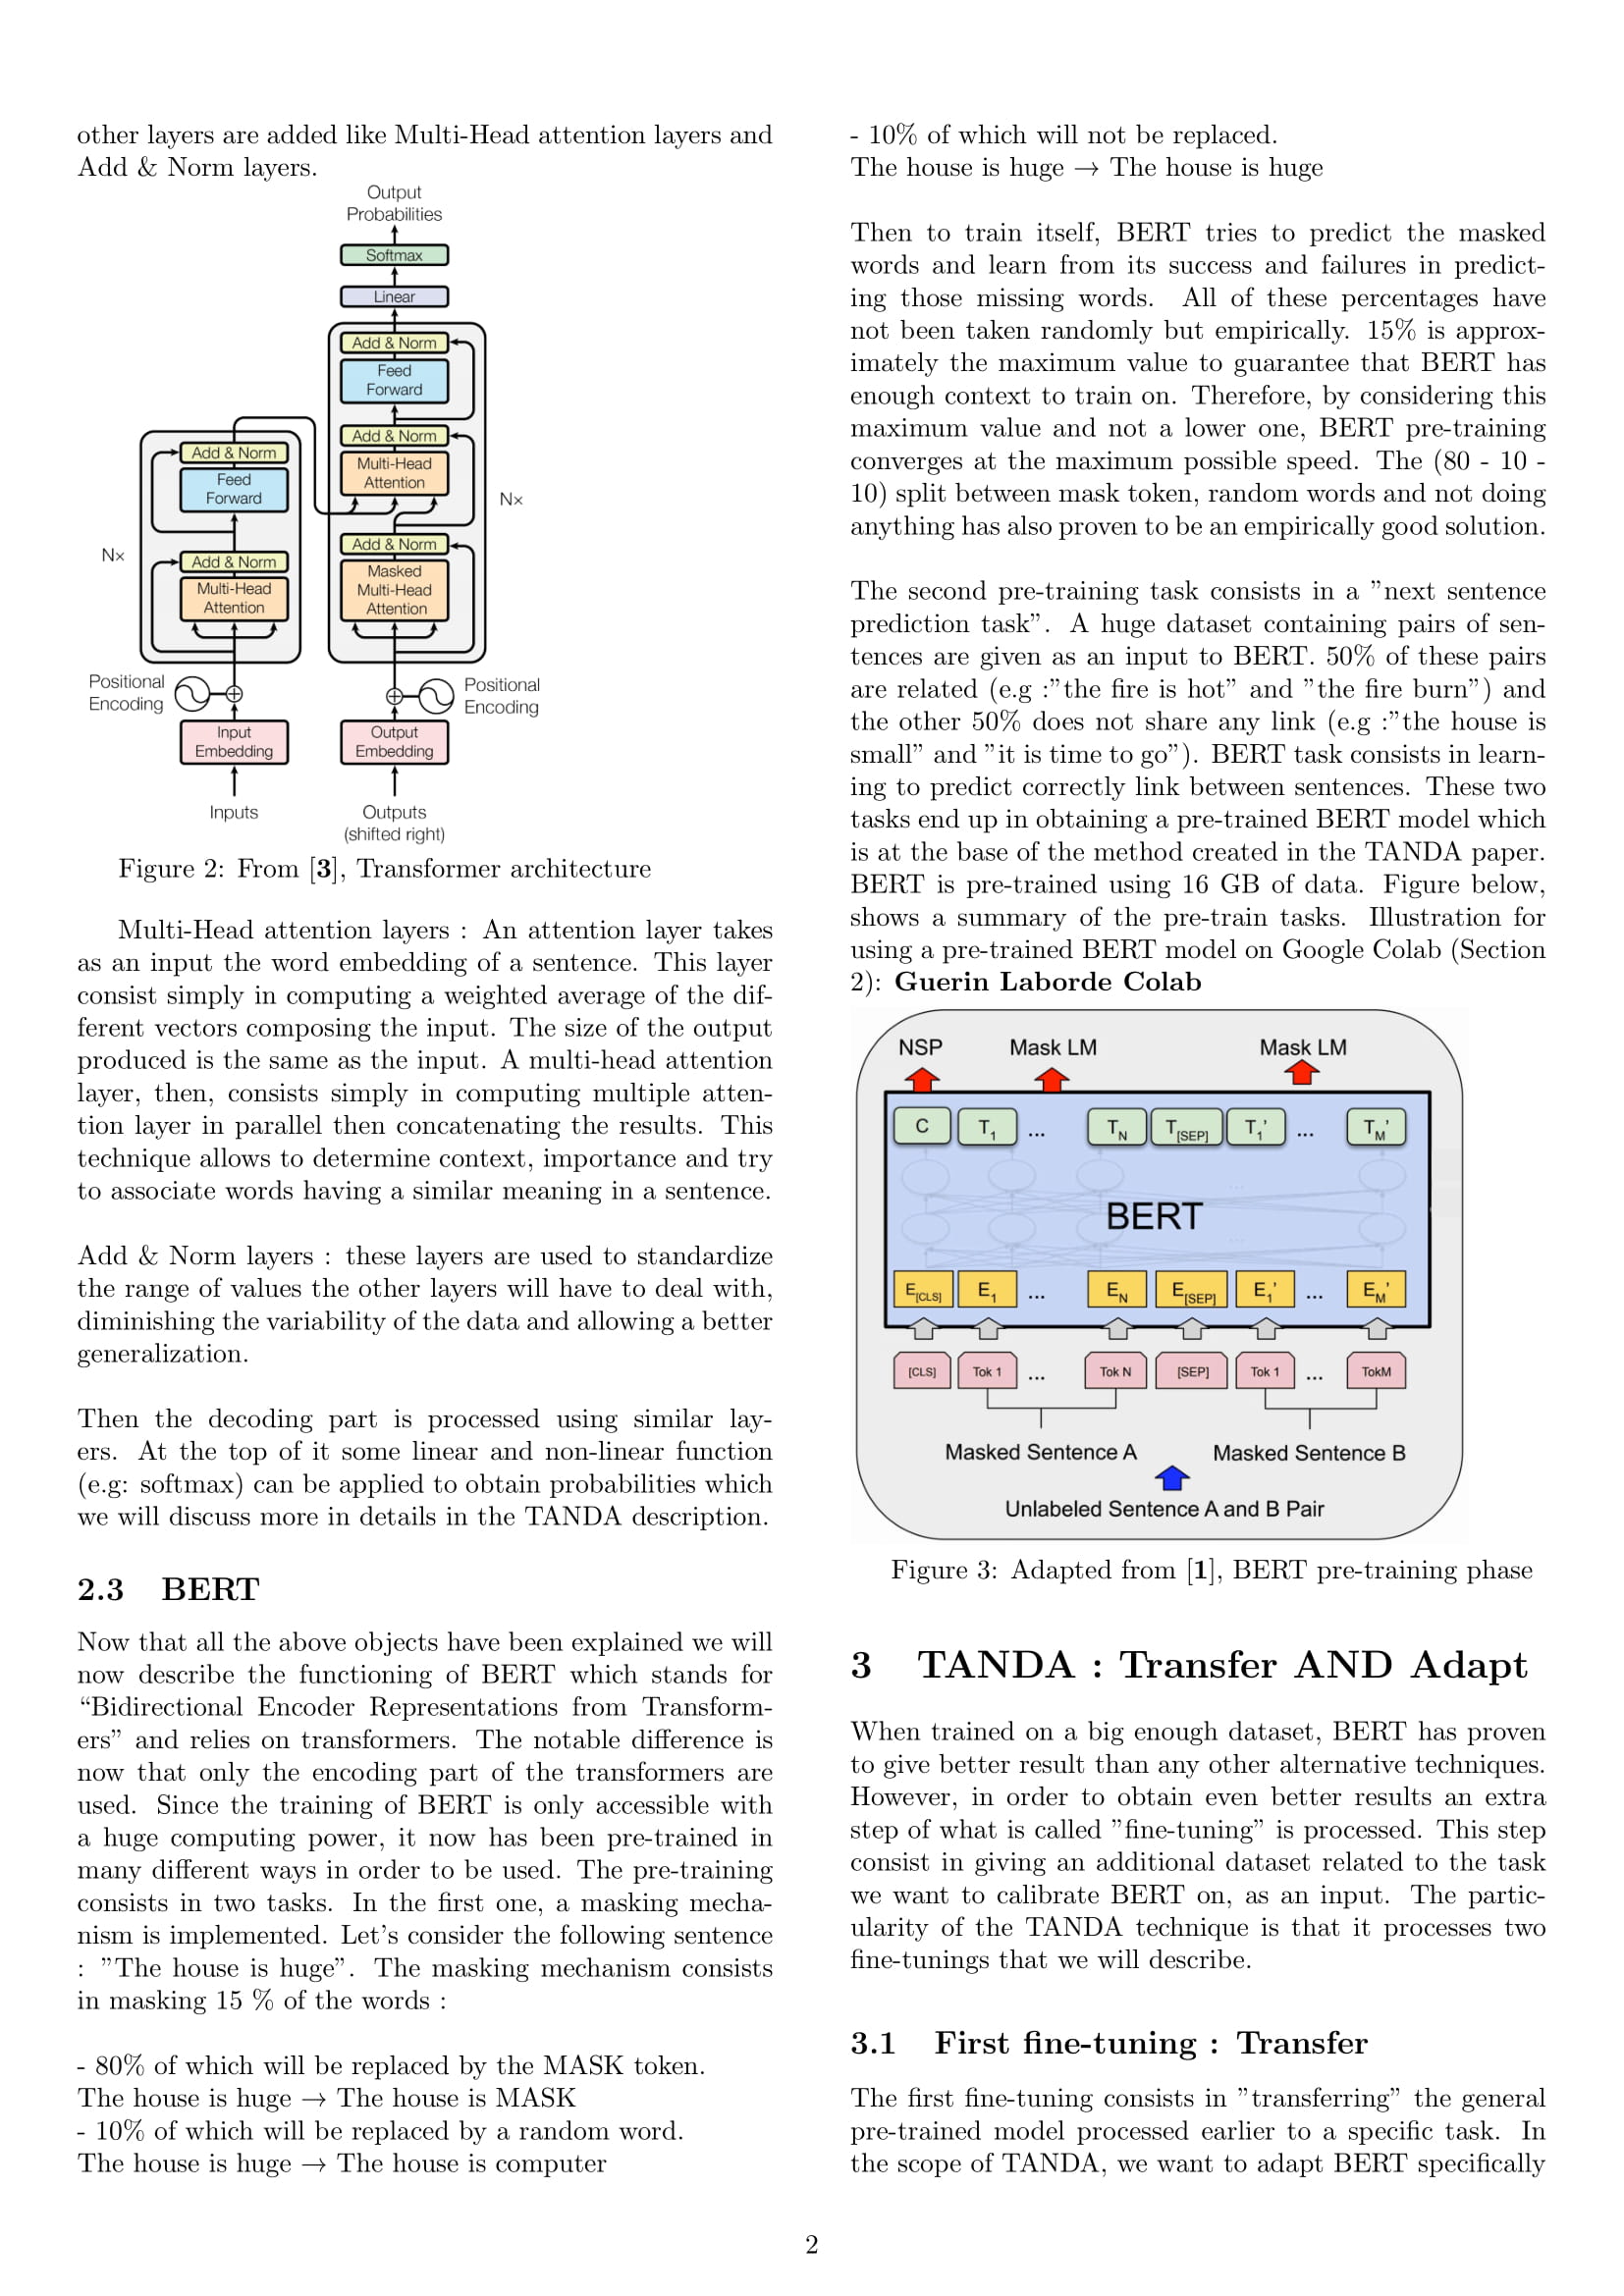 other layers are added like Multi-Head attention layers and
Add & Norm layers.
Output
Probabilities
Softmax
Linear
Add & Norm
Feed
Forward
Add & Norm
Multi-Head
Attention
Nx
Add & Norm
Masked
Multi-Head
Attention
Add & Norm
Feed
Forward
Nx
Add & Norm
Multi-Head
Attention
Positional
Encoding
Positional
Encoding
Input
Embedding
Output
Embedding
Inputs
Outputs
(shifted right)
Figure 2: From [3], Transformer architecture
Multi-Head attention layers : An attention layer takes
as an input the word embedding of a sentence. This layer
consist simply in computing a weighted average of the dif-
ferent vectors composing the input. The size of the output
produced is the same as the input. A multi-head attention
layer, then, consists simply in computing multiple atten-
tion layer in parallel then concatenating the results. This
technique allows to determine context, importance and try
to associate words having a similar meaning in a sentence.
Add & Norm layers : these layers are used to standardize
the range of values the other layers will have to deal with,
diminishing the variability of the data and allowing a better
generalization.
Then the decoding part is processed using similar lay-
ers. At the top of it some linear and non-linear function
(e.g: softmax) can be applied to obtain probabilities which
we will discuss more in details in the TANDA description.
2.3 BERT
Now that all the above objects have been explained we will
now describe the functioning of BERT which stands for
“Bidirectional Encoder Representations from Transform-
ers” and relies on transformers. The notable difference is
now that only the encoding part of the transformers are
used. Since the training of BERT is only accessible with
a huge computing power, it now has been pre-trained in
many different ways in order to be used. The pre-training
consists in two tasks. In the first one, a masking mecha-
nism is implemented. Let’s consider the following sentence
: ”The house is huge”. The masking mechanism consists
in masking 15 % of the words :
- 80% of which will be replaced by the MASK token.
The house is huge → The house is MASK
- 10% of which will be replaced by a random word.
The house is huge → The house is computer
- 10% of which will not be replaced.
The house is huge → The house is huge
Then to train itself, BERT tries to predict the masked
words and learn from its success and failures in predict-
ing those missing words. All of these percentages have
not been taken randomly but empirically. 15% is approx-
imately the maximum value to guarantee that BERT has
enough context to train on. Therefore, by considering this
maximum value and not a lower one, BERT pre-training
converges at the maximum possible speed. The (80 - 10 -
10) split between mask token, random words and not doing
anything has also proven to be an empirically good solution.
The second pre-training task consists in a ”next sentence
prediction task”. A huge dataset containing pairs of sen-
tences are given as an input to BERT. 50% of these pairs
are related (e.g :”the fire is hot” and ”the fire burn”) and
the other 50% does not share any link (e.g :”the house is
small” and ”it is time to go”). BERT task consists in learn-
ing to predict correctly link between sentences. These two
tasks end up in obtaining a pre-trained BERT model which
is at the base of the method created in the TANDA paper.
BERT is pre-trained using 16 GB of data. Figure below,
shows a summary of the pre-train tasks. Illustration for
using a pre-trained BERT model on Google Colab (Section
2): Guerin Laborde Colab
NSP Mask LM Mask LM
C T1 ... TN T[SEP] T1’ ... TM’
BERT
E[CLS] E1 ... EN E[SEP] E1’ ... EM’
[CLS] Tok 1 ... Tok N [SEP] Tok 1 ... TokM
Masked Sentence A Masked Sentence B
Unlabeled Sentence A and B Pair
Figure 3: Adapted from [1], BERT pre-training phase
3 TANDA : Transfer AND Adapt
When trained on a big enough dataset, BERT has proven
to give better result than any other alternative techniques.
However, in order to obtain even better results an extra
step of what is called ”fine-tuning” is processed. This step
consist in giving an additional dataset related to the task
we want to calibrate BERT on, as an input. The partic-
ularity of the TANDA technique is that it processes two
fine-tunings that we will describe.
3.1 First fine-tuning : Transfer
The first fine-tuning consists in ”transferring” the general
pre-trained model processed earlier to a specific task. In
the scope of TANDA, we want to adapt BERT specifically
2